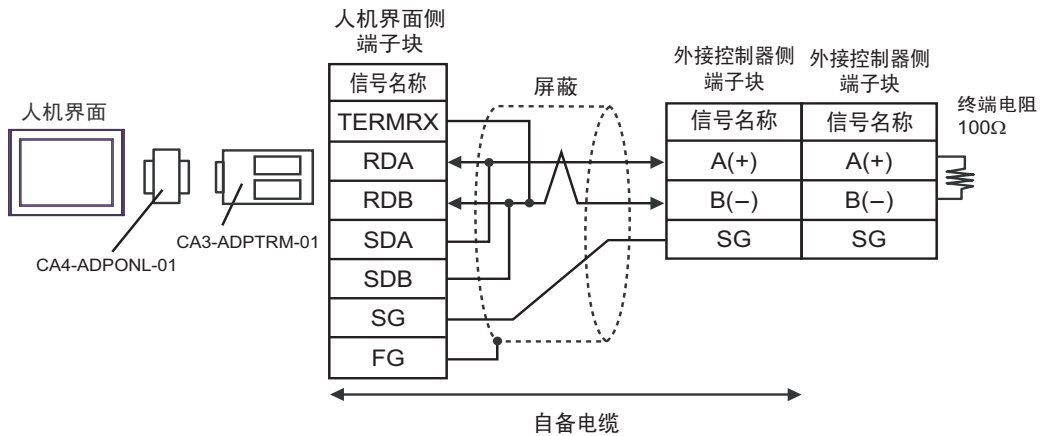 人机界面
CA4-ADPONL-01
CA3-ADPTRM-01
人机界面侧
端子块
信号名称
TERMRX
RDA
RDB
SDA
SDB
SG
FG
屏蔽
外接控制器侧
端子块
信号名称
A(+)
B(−)
SG
外接控制器侧
端子块
信号名称
A(+)
B(−)
SG
终端电阻
100Ω
自备电缆